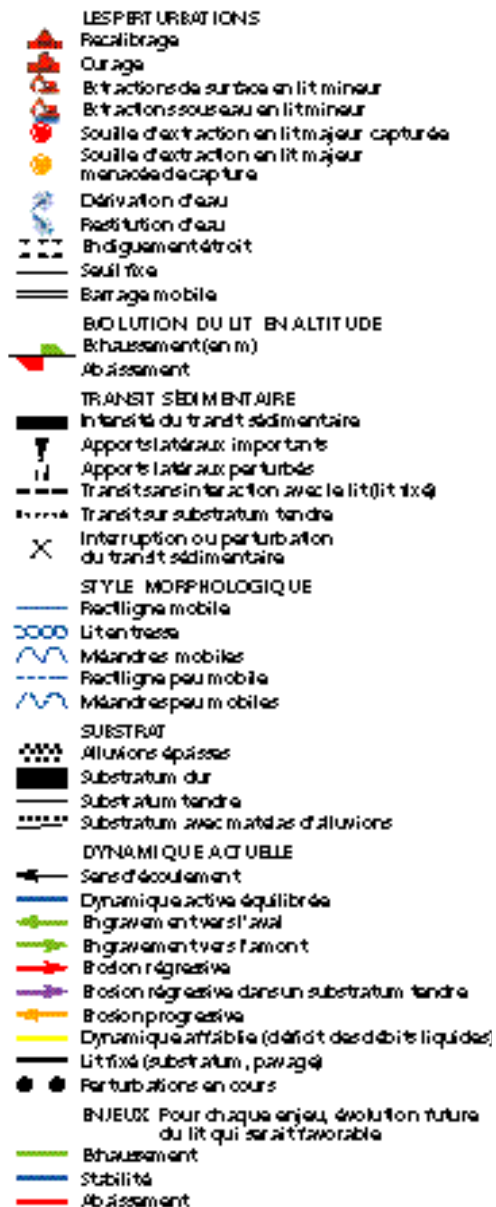 LES PERTURBATIONS
Recalibrage
Curage
Extractions de surface en lit mineur
Extractions sous eau en lit mineur
Souille d'extraction en lit majeur capturée
Souille d'extraction en lit majeur
menacée de capture
Dérivation d'eau
Restitution d'eau
Endiguement étroit
Seuil fixe
Barrage mobile
EVOLUTION DU LIT EN ALTITUDE
Exhaussement (en m)
Abaissement
TRANSIT SÉDIMENTAIRE
Intensité du transit sédimentaire
Apports latéraux importants
Apports latéraux perturbés
Transit sans interaction avec le lit (lit fixé)
Transit sur substratum tendre
Interruption ou perturbation
du transit sédimentaire
STYLE MORPHOLOGIQUE
Rectiligne mobile
Lit en tresse
Méandres mobiles
Rectiligne peu mobile
Méandres peu mobiles
SUBSTRAT
Alluvions épaisses
Substratum dur
Substratum tendre
Substratum avec matelas d'alluvions
DYNAMIQUE ACTUELLE
Sens d'écoulement
Dynamique active équilibrée
Engravement vers l'aval
Engravement vers l'amont
Erosion régressive
Erosion régressive dans un substratum tendre
Erosion progressive
Dynamique affaiblie (déficit des débits liquides)
Lit fixé (substratum, pavage)
Perturbations en cours
ENJEUX Pour chaque enjeu, évolution future
du lit qui serait favorable
Exhaussement
Stabilité
Abaissement